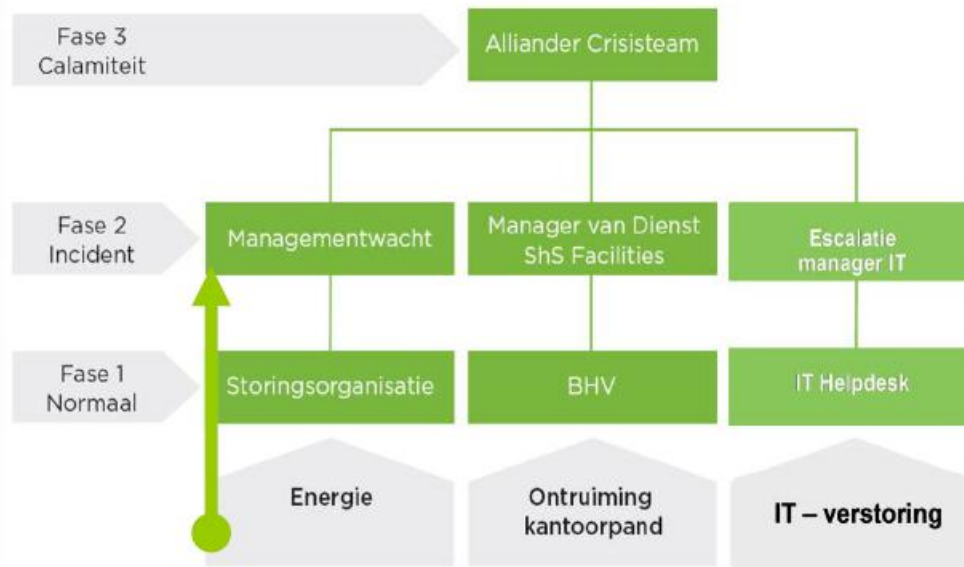 Fase 3
Calamiteit
Alliander Crisisteam
Fase 2
Incident
Managementwacht
Manager van Dienst
ShS Facilities
Escalatie
manager IT
Fase 1
Normaal
Storingsorganisatie
BHV
IT Helpdesk
Energie
Ontruiming
kantoorpand
IT – verstoring